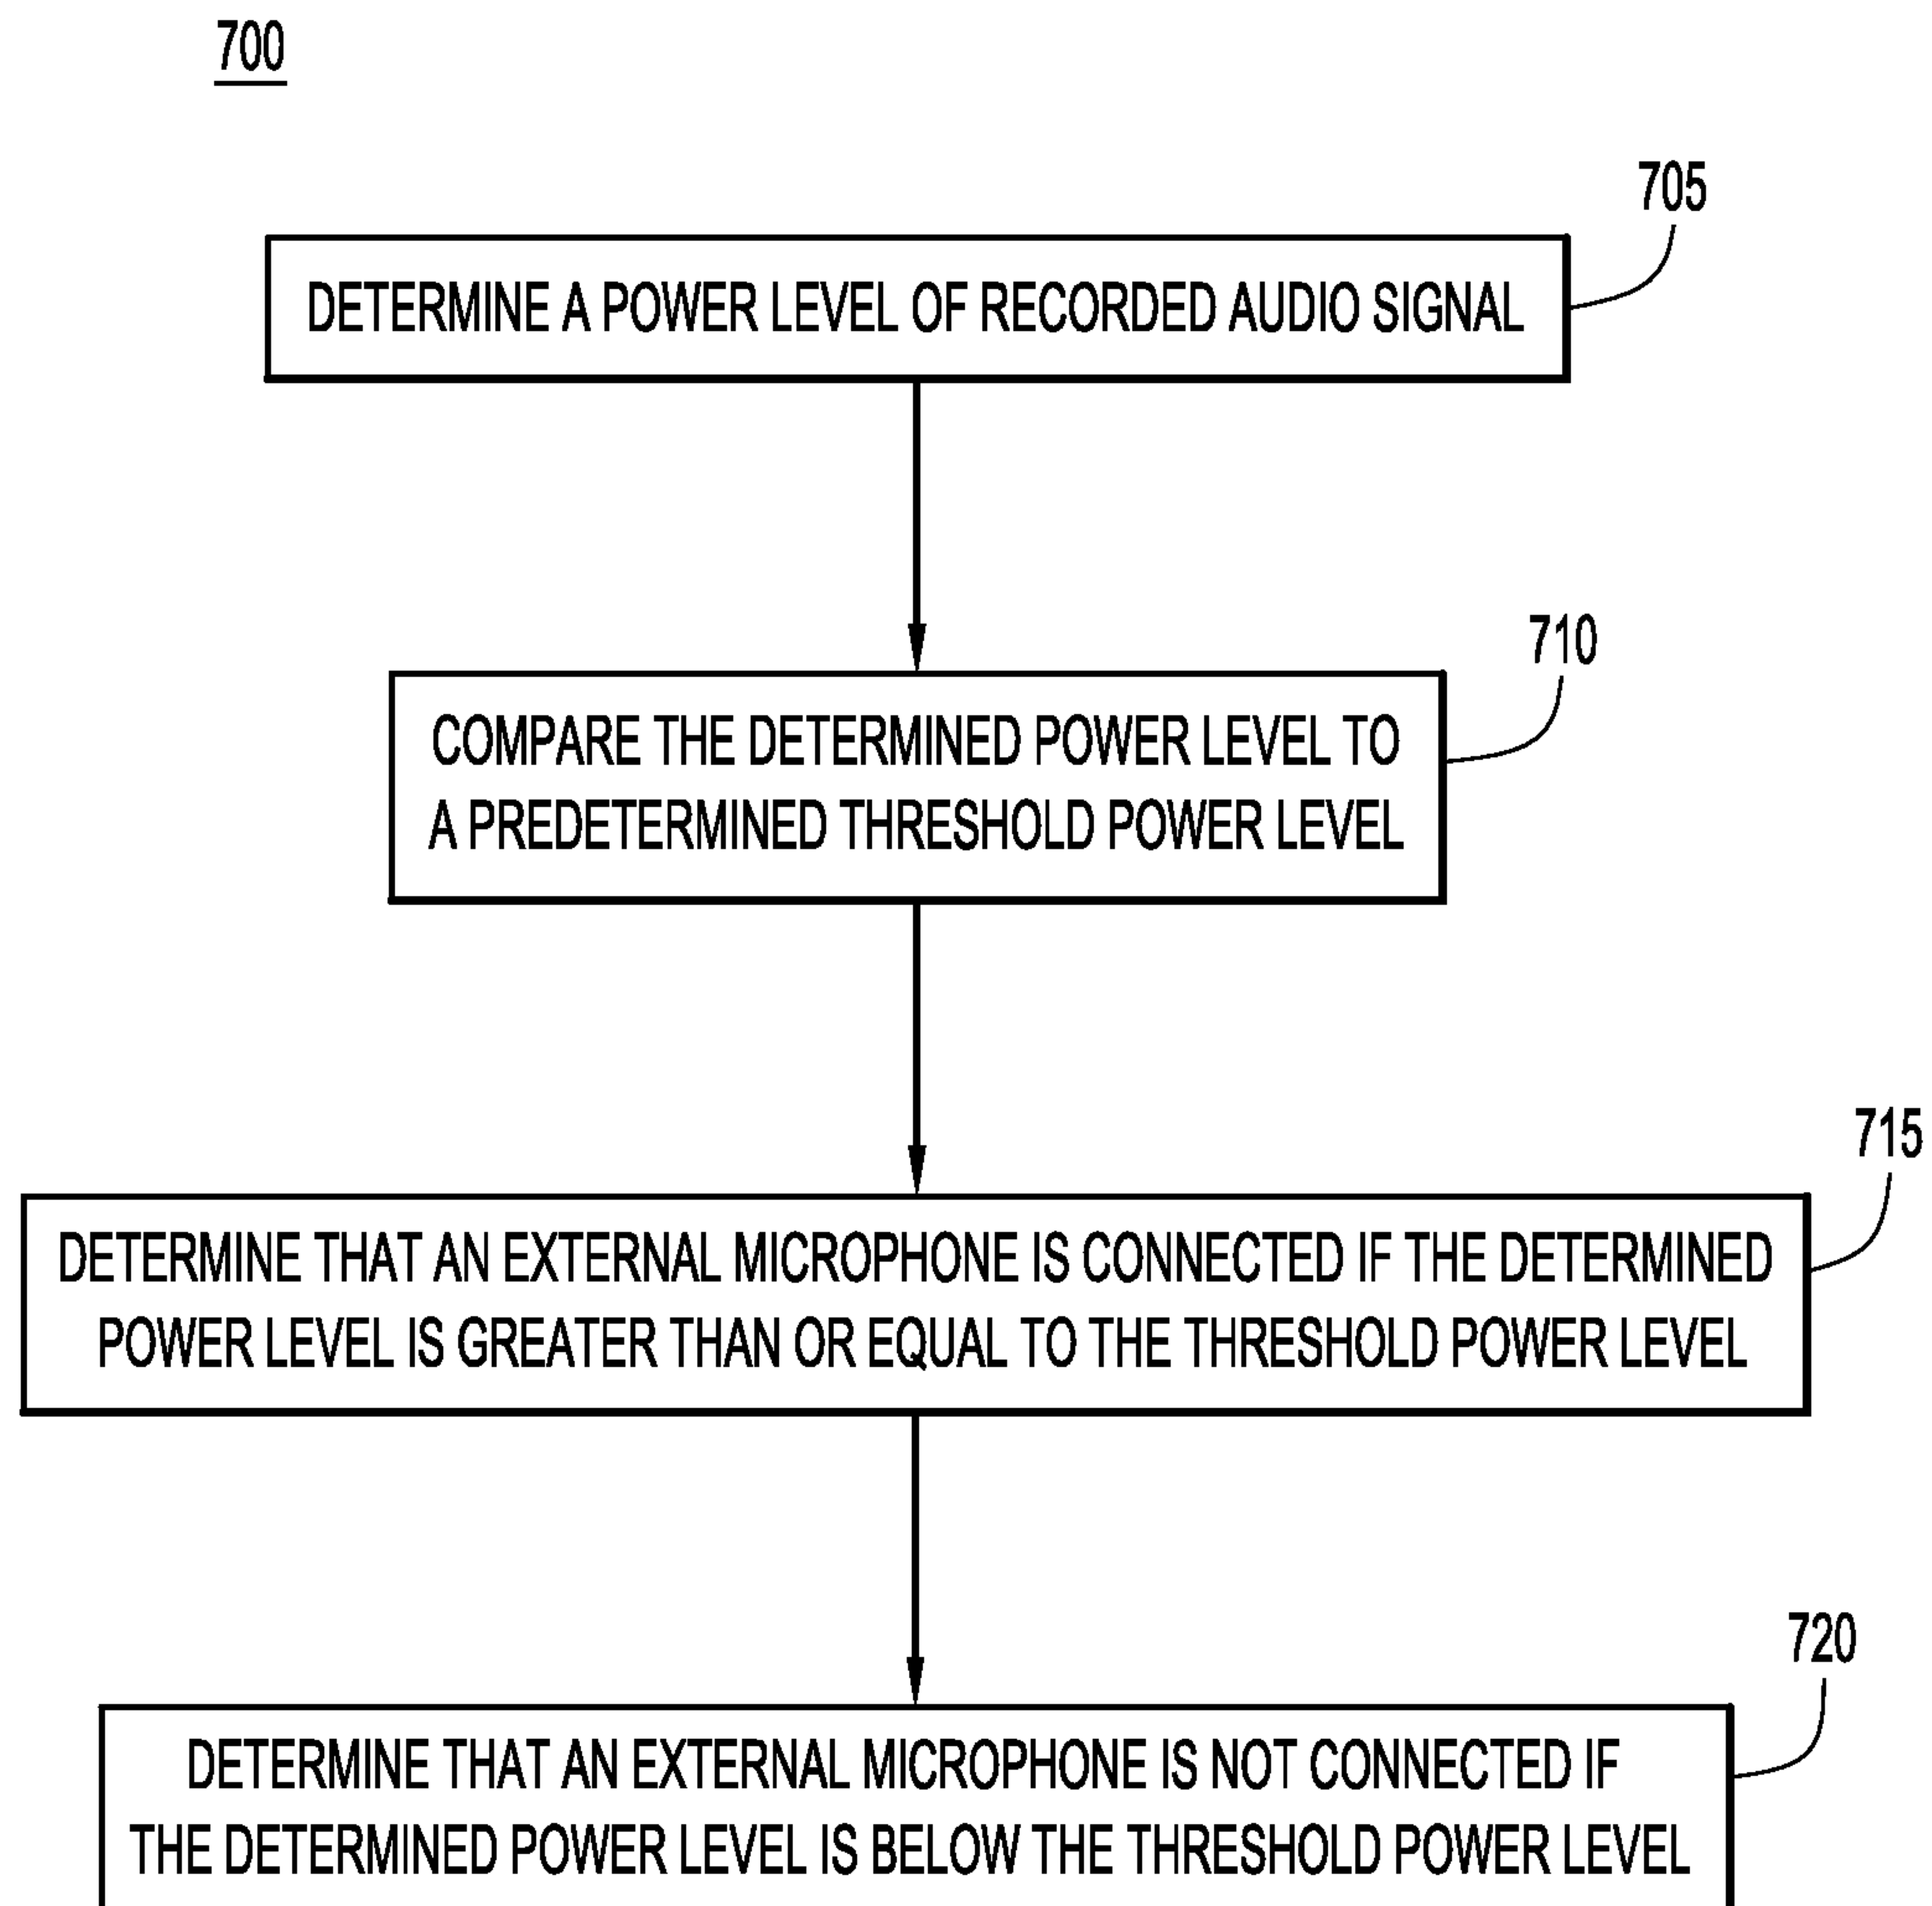 700
705
DETERMINE A POWER LEVEL OF RECORDED AUDIO SIGNAL
710
COMPARE THE DETERMINED POWER LEVEL TO
A PREDETERMINED THRESHOLD POWER LEVEL
715
DETERMINE THAT AN EXTERNAL MICROPHONE IS CONNECTED IF THE DETERMINED
POWER LEVEL IS GREATER THAN OR EQUAL TO THE THRESHOLD POWER LEVEL
720
DETERMINE THAT AN EXTERNAL MICROPHONE IS NOT CONNECTED IF
THE DETERMINED POWER LEVEL IS BELOW THE THRESHOLD POWER LEVEL